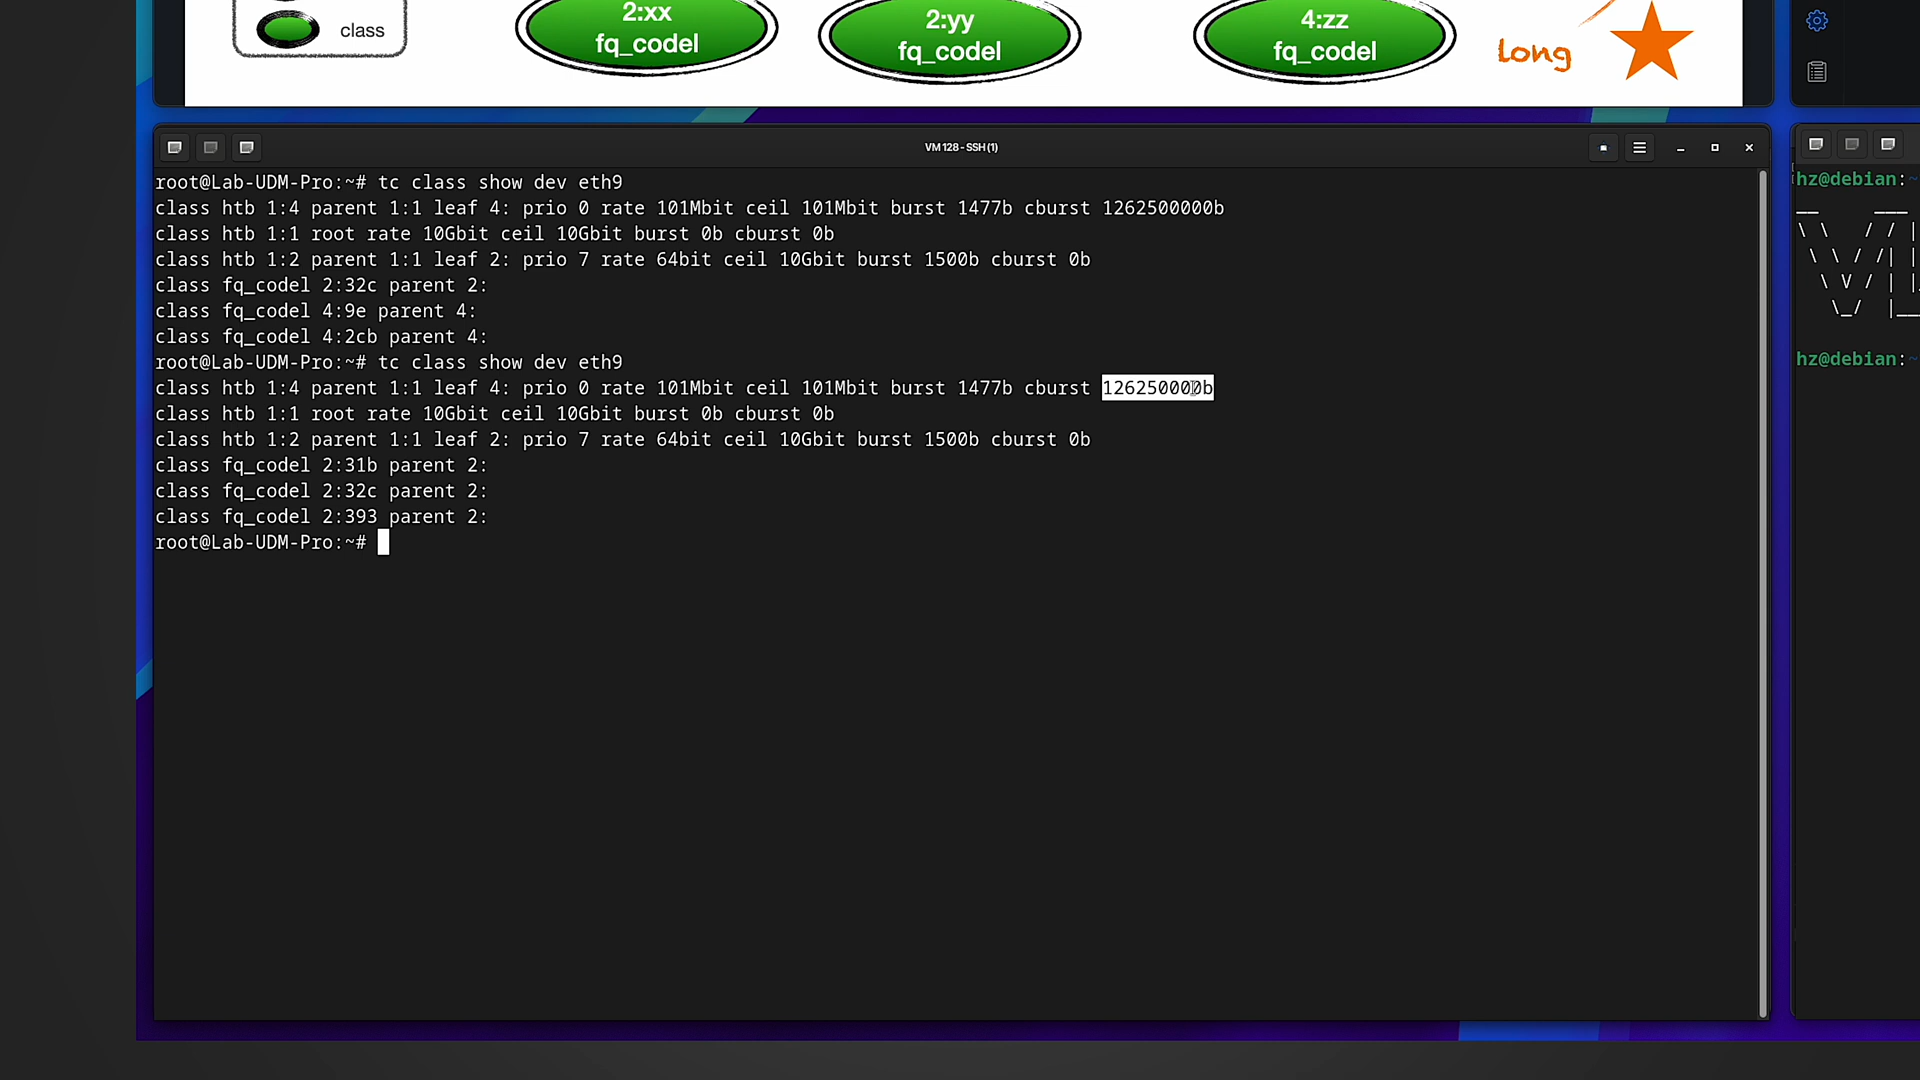 class
2:xx
fq_codel
2:yy
fq_codel
4:zz
fq_codel
long
VM 128 - SSH (1)
root@Lab-UDM-Pro:~# tc class show dev eth9
class htb 1:4 parent 1:1 leaf 4: prio 0 rate 101Mbit ceil 101Mbit burst 1477b cburst 1262500000b
class htb 1:1 root rate 10Gbit ceil 10Gbit burst 0b cburst 0b
class htb 1:2 parent 1:1 leaf 2: prio 7 rate 64bit ceil 10Gbit burst 1500b cburst 0b
class fq_codel 2:32c parent 2:
class fq_codel 4:9e parent 4:
class fq_codel 4:2cb parent 4:
root@Lab-UDM-Pro:~# tc class show dev eth9
class htb 1:4 parent 1:1 leaf 4: prio 0 rate 101Mbit ceil 101Mbit burst 1477b cburst 126250000b
class htb 1:1 root rate 10Gbit ceil 10Gbit burst 0b cburst 0b
class htb 1:2 parent 1:1 leaf 2: prio 7 rate 64bit ceil 10Gbit burst 1500b cburst 0b
class fq_codel 2:31b parent 2:
class fq_codel 2:32c parent 2:
class fq_codel 2:393 parent 2:
root@Lab-UDM-Pro:~#
hz@debian:~
hz@debian:~